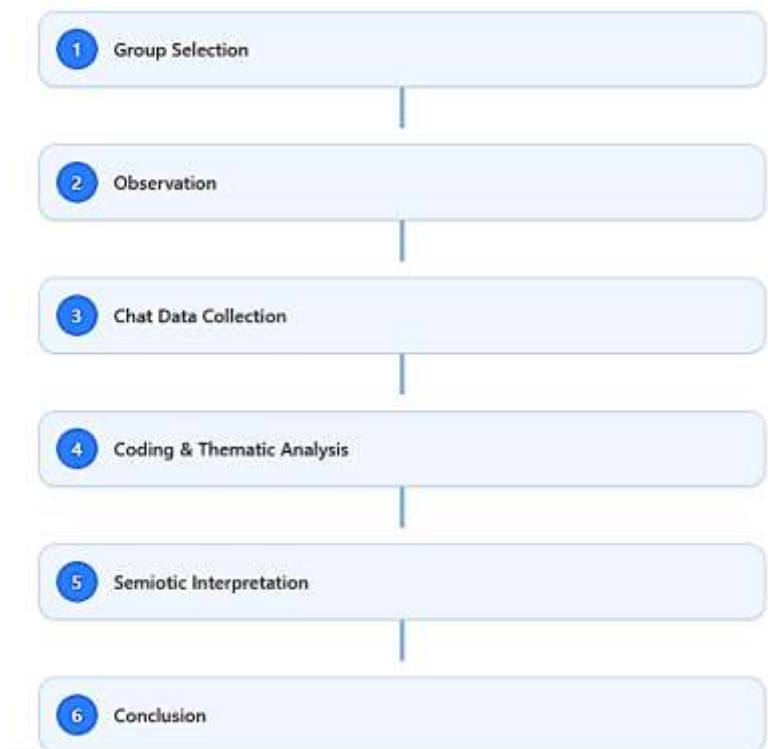 1 Group Selection
2 Observation
3 Chat Data Collection
4 Coding & Thematic Analysis
5 Semiotic Interpretation
6 Conclusion